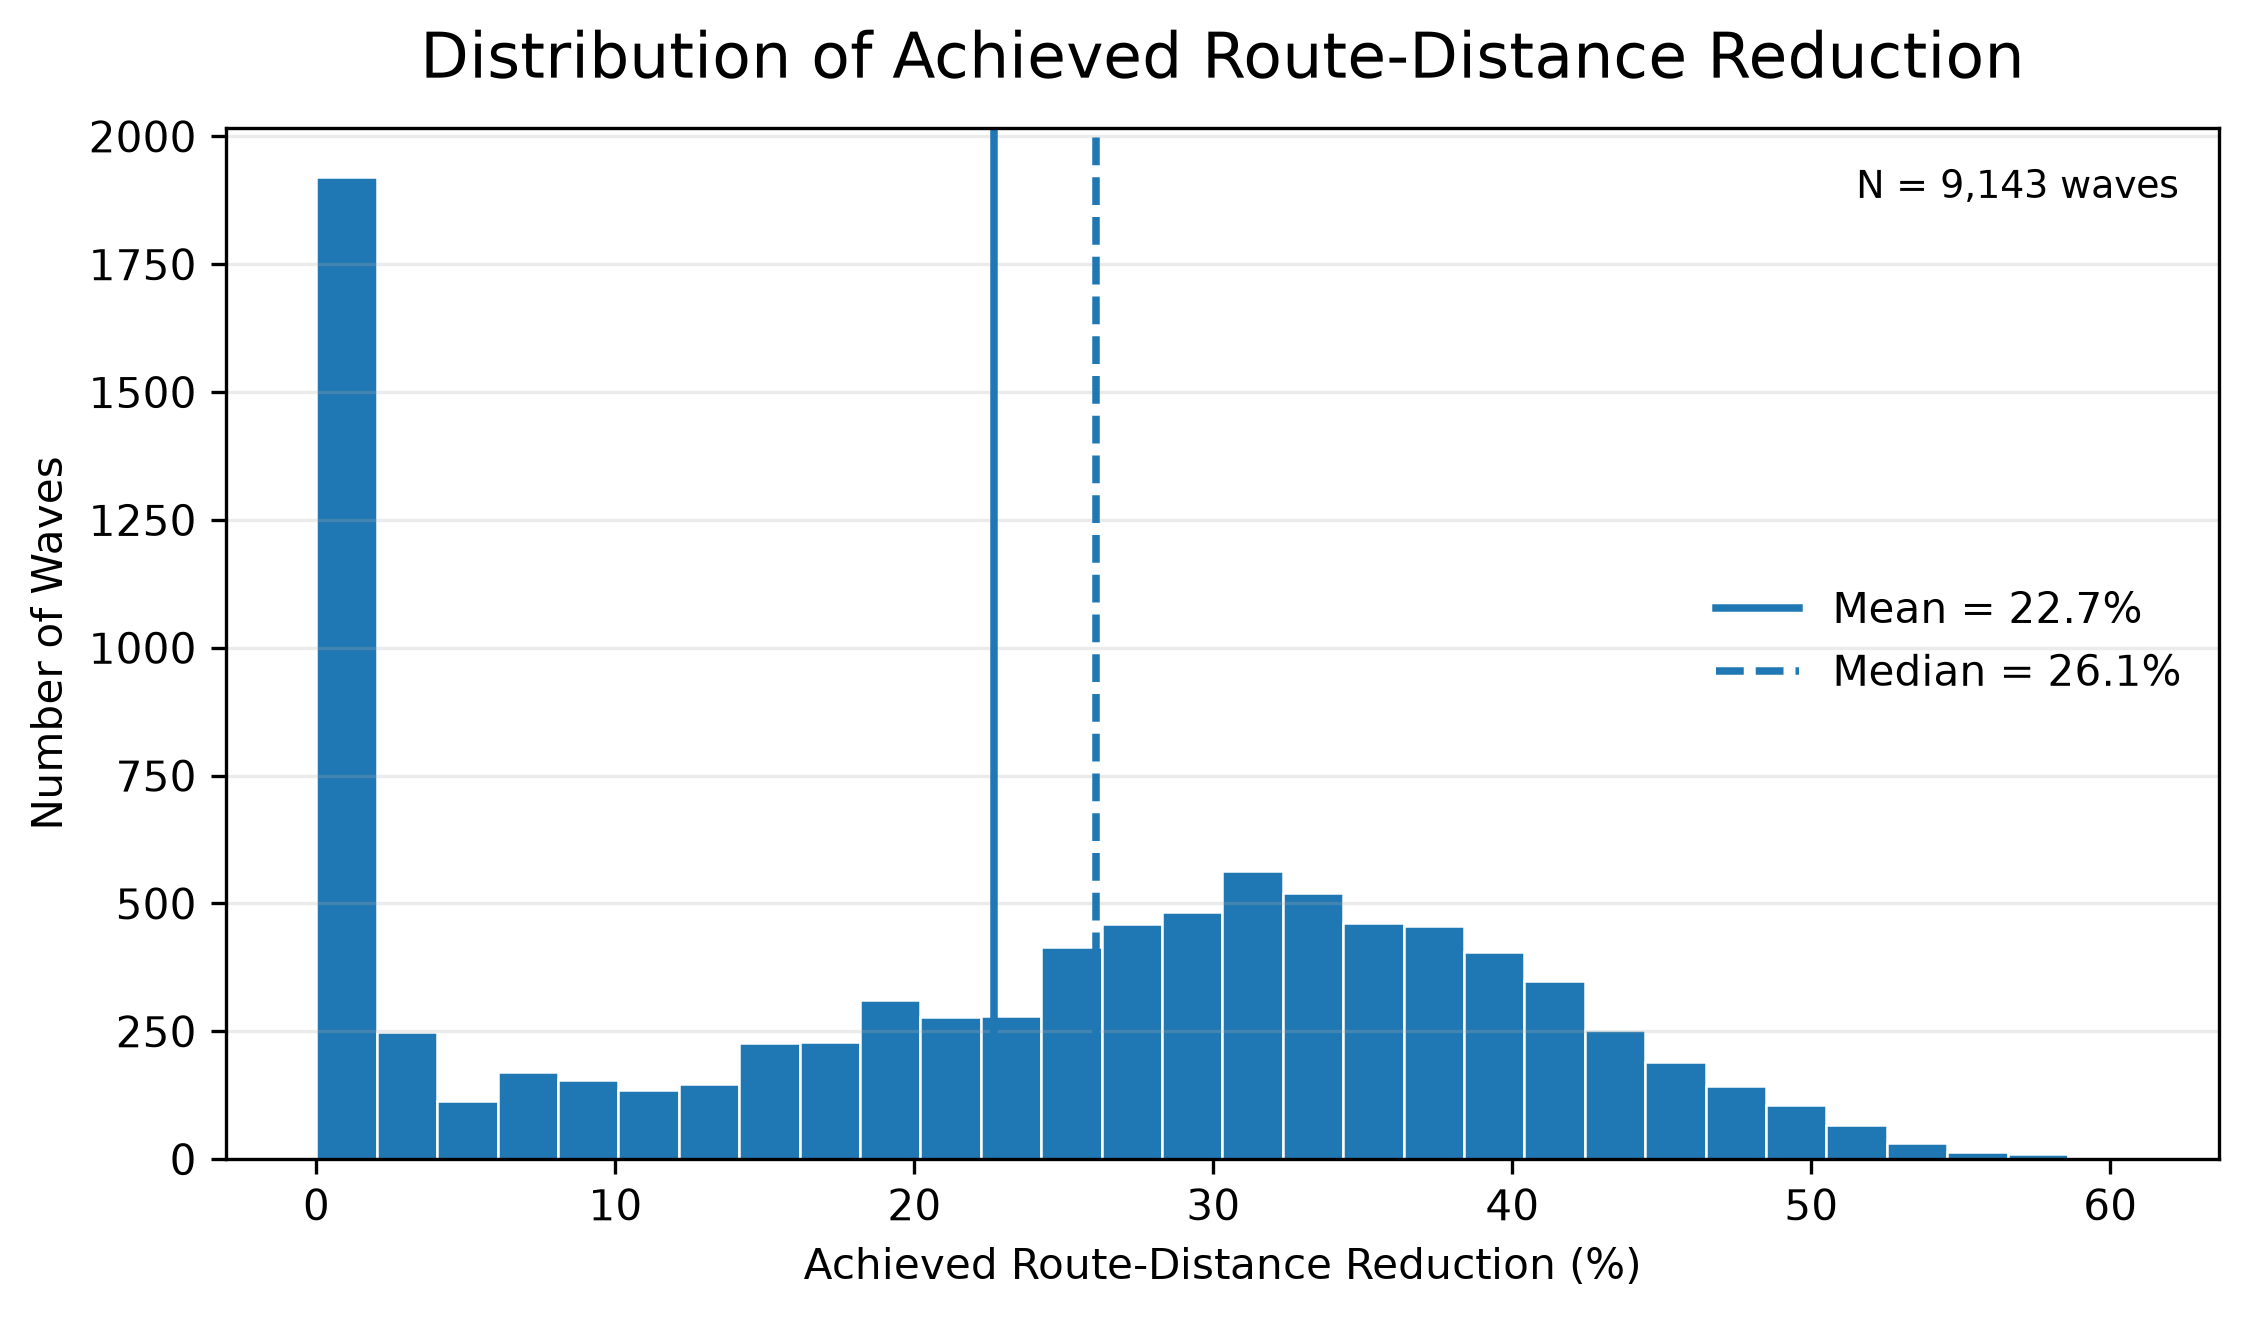 Distribution of Achieved Route-Distance Reduction
2000
1750
1500
1250
1000
750
500
250
0
Number of Waves
N = 9,143 waves
Mean = 22.7%
Median = 26.1%
0 10 20 30 40 50 60
Achieved Route-Distance Reduction (%)